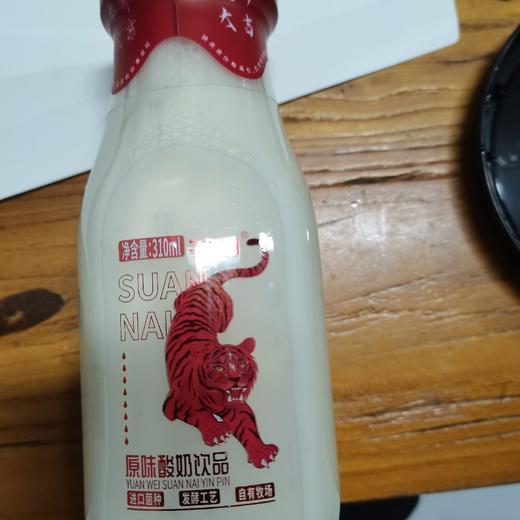 大吉
净含量:310ml
SUAN
NAI
原味酸奶饮品
YUAN WEI SUAN NAI YIN PIN
进口菌种 发酵工艺 自有牧场